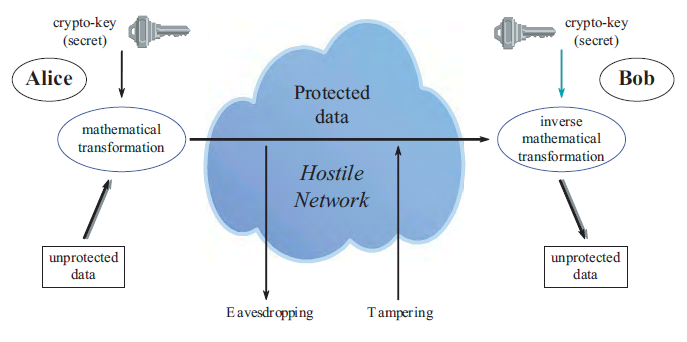 crypto-key
(secret)
Alice
mathematical
transformation
unprotected
data
Protected
data
Hostile
Network
Eavesdropping
Tampering
crypto-key
(secret)
Bob
inverse
mathematical
transformation
unprotected
data